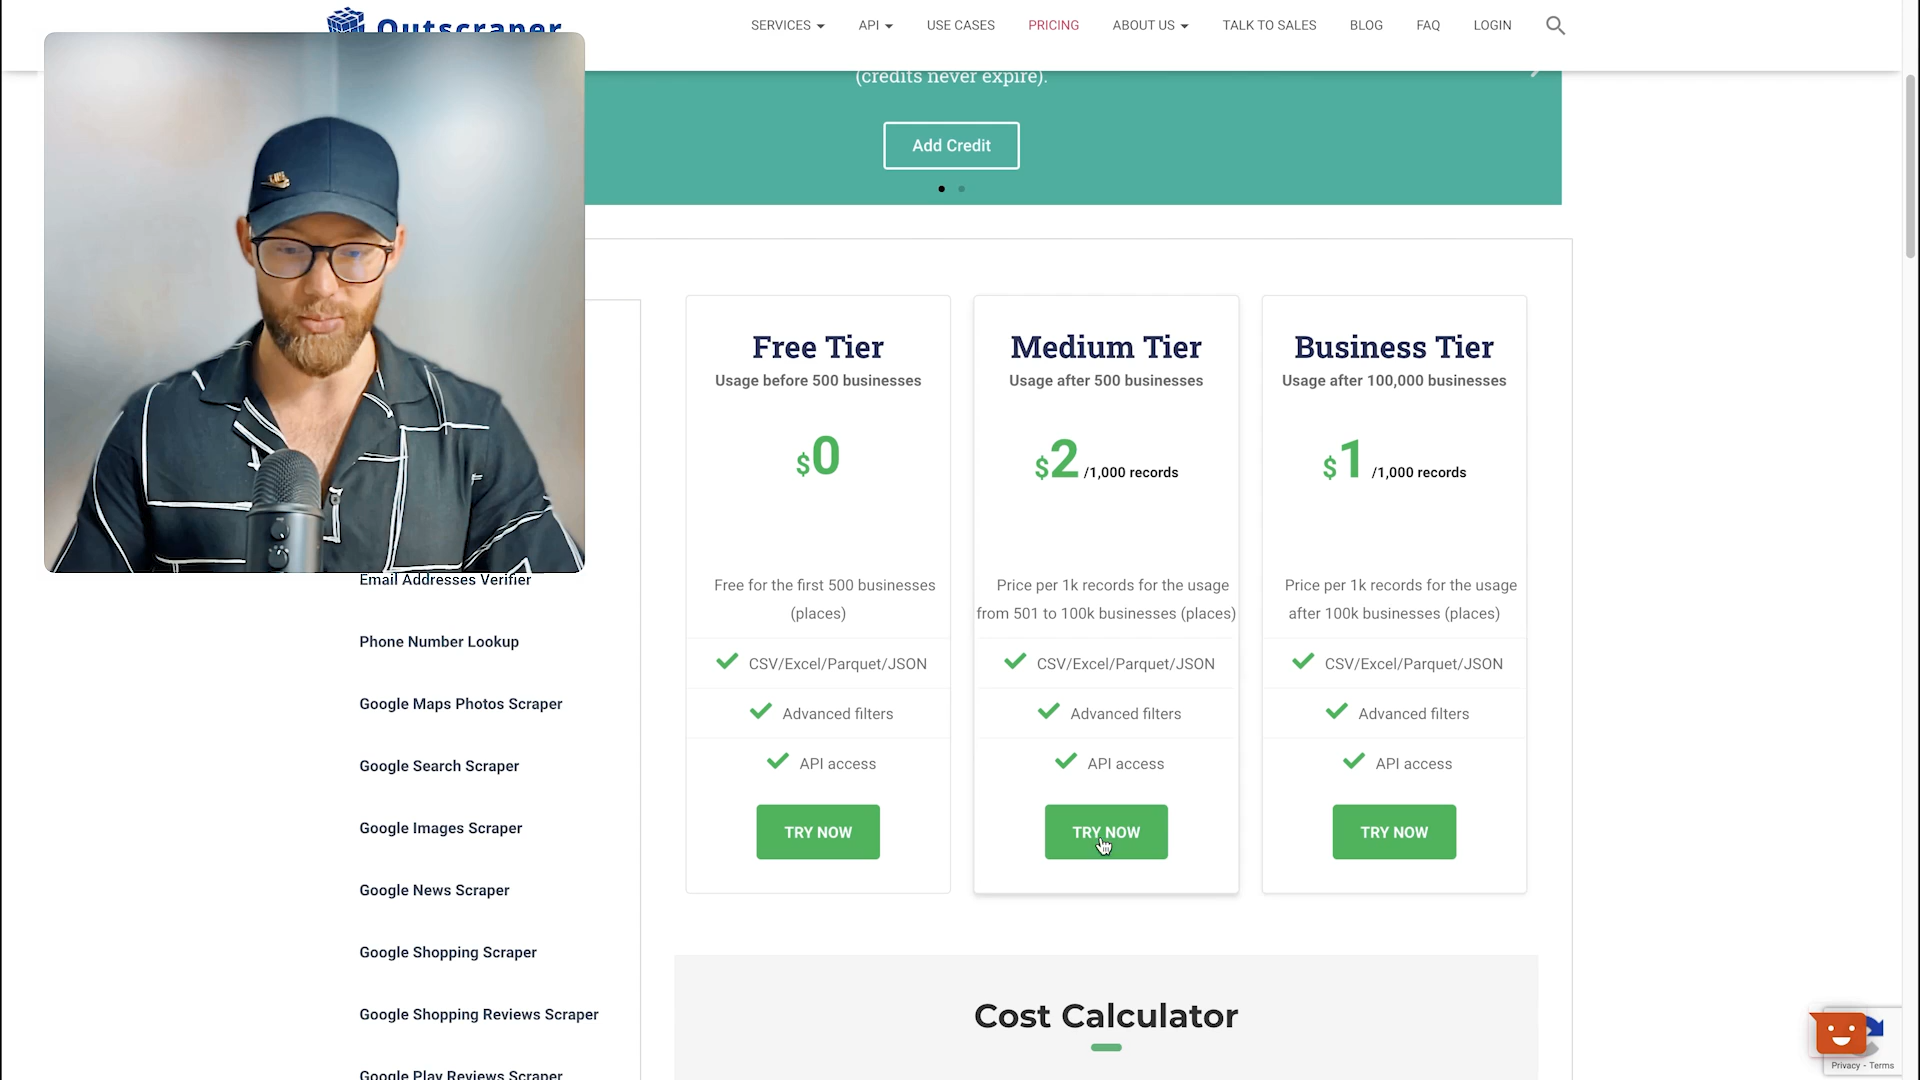 Outscraper
SERVICES
API
USE CASES
PRICING
ABOUT US
TALK TO SALES
BLOG
FAQ
LOGIN
(credits never expire).
Add Credit
Free Tier
Usage before 500 businesses
$0
Free for the first 500 businesses
(places)
CSV/Excel/Parquet/JSON
Advanced filters
API access
TRY NOW
Medium Tier
Usage after 500 businesses
$2 /1,000 records
Price per 1k records for the usage
from 501 to 100k businesses (places)
CSV/Excel/Parquet/JSON
Advanced filters
API access
TRY NOW
Business Tier
Usage after 100,000 businesses
$1 /1,000 records
Price per 1k records for the usage
after 100k businesses (places)
CSV/Excel/Parquet/JSON
Advanced filters
API access
TRY NOW
Email Addresses Verifier
Phone Number Lookup
Google Maps Photos Scraper
Google Search Scraper
Google Images Scraper
Google News Scraper
Google Shopping Scraper
Google Shopping Reviews Scraper
Google Play Reviews Scraper
Cost Calculator
Privacy - Terms